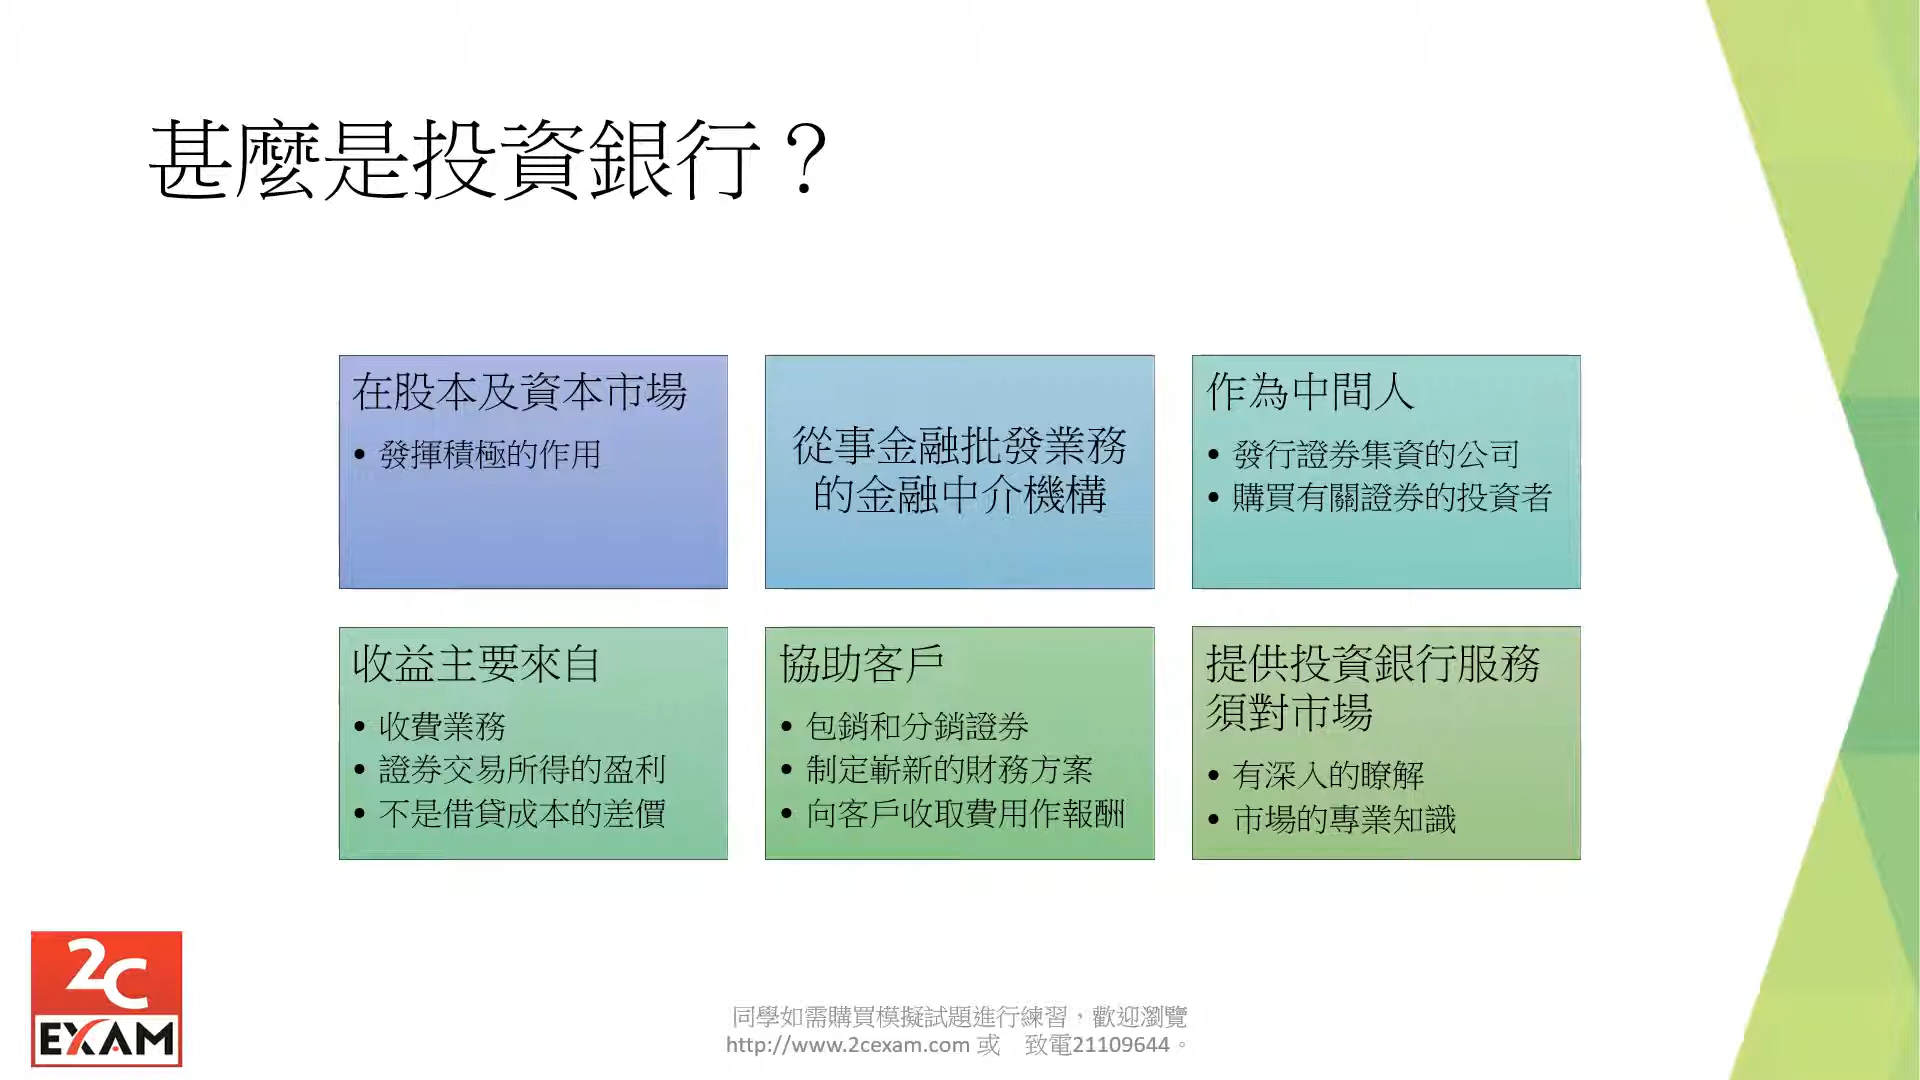 甚麼是投資銀行？
在股本及資本市場
• 發揮積極的作用
從事金融批發業務
的金融中介機構
作為中間人
• 發行證券集資的公司
• 購買有關證券的投資者
收益主要來自
• 收費業務
• 證券交易所得的盈利
• 不是借貸成本的差價
協助客戶
• 包銷和分銷證券
• 制定嶄新的財務方案
• 向客戶收取費用作報酬
提供投資銀行服務
須對市場
• 有深入的瞭解
• 市場的專業知識
2C
EXAM
同學如需購買模擬試題進行練習，歡迎瀏覽
http://www.2cexam.com 或　致電21109644。